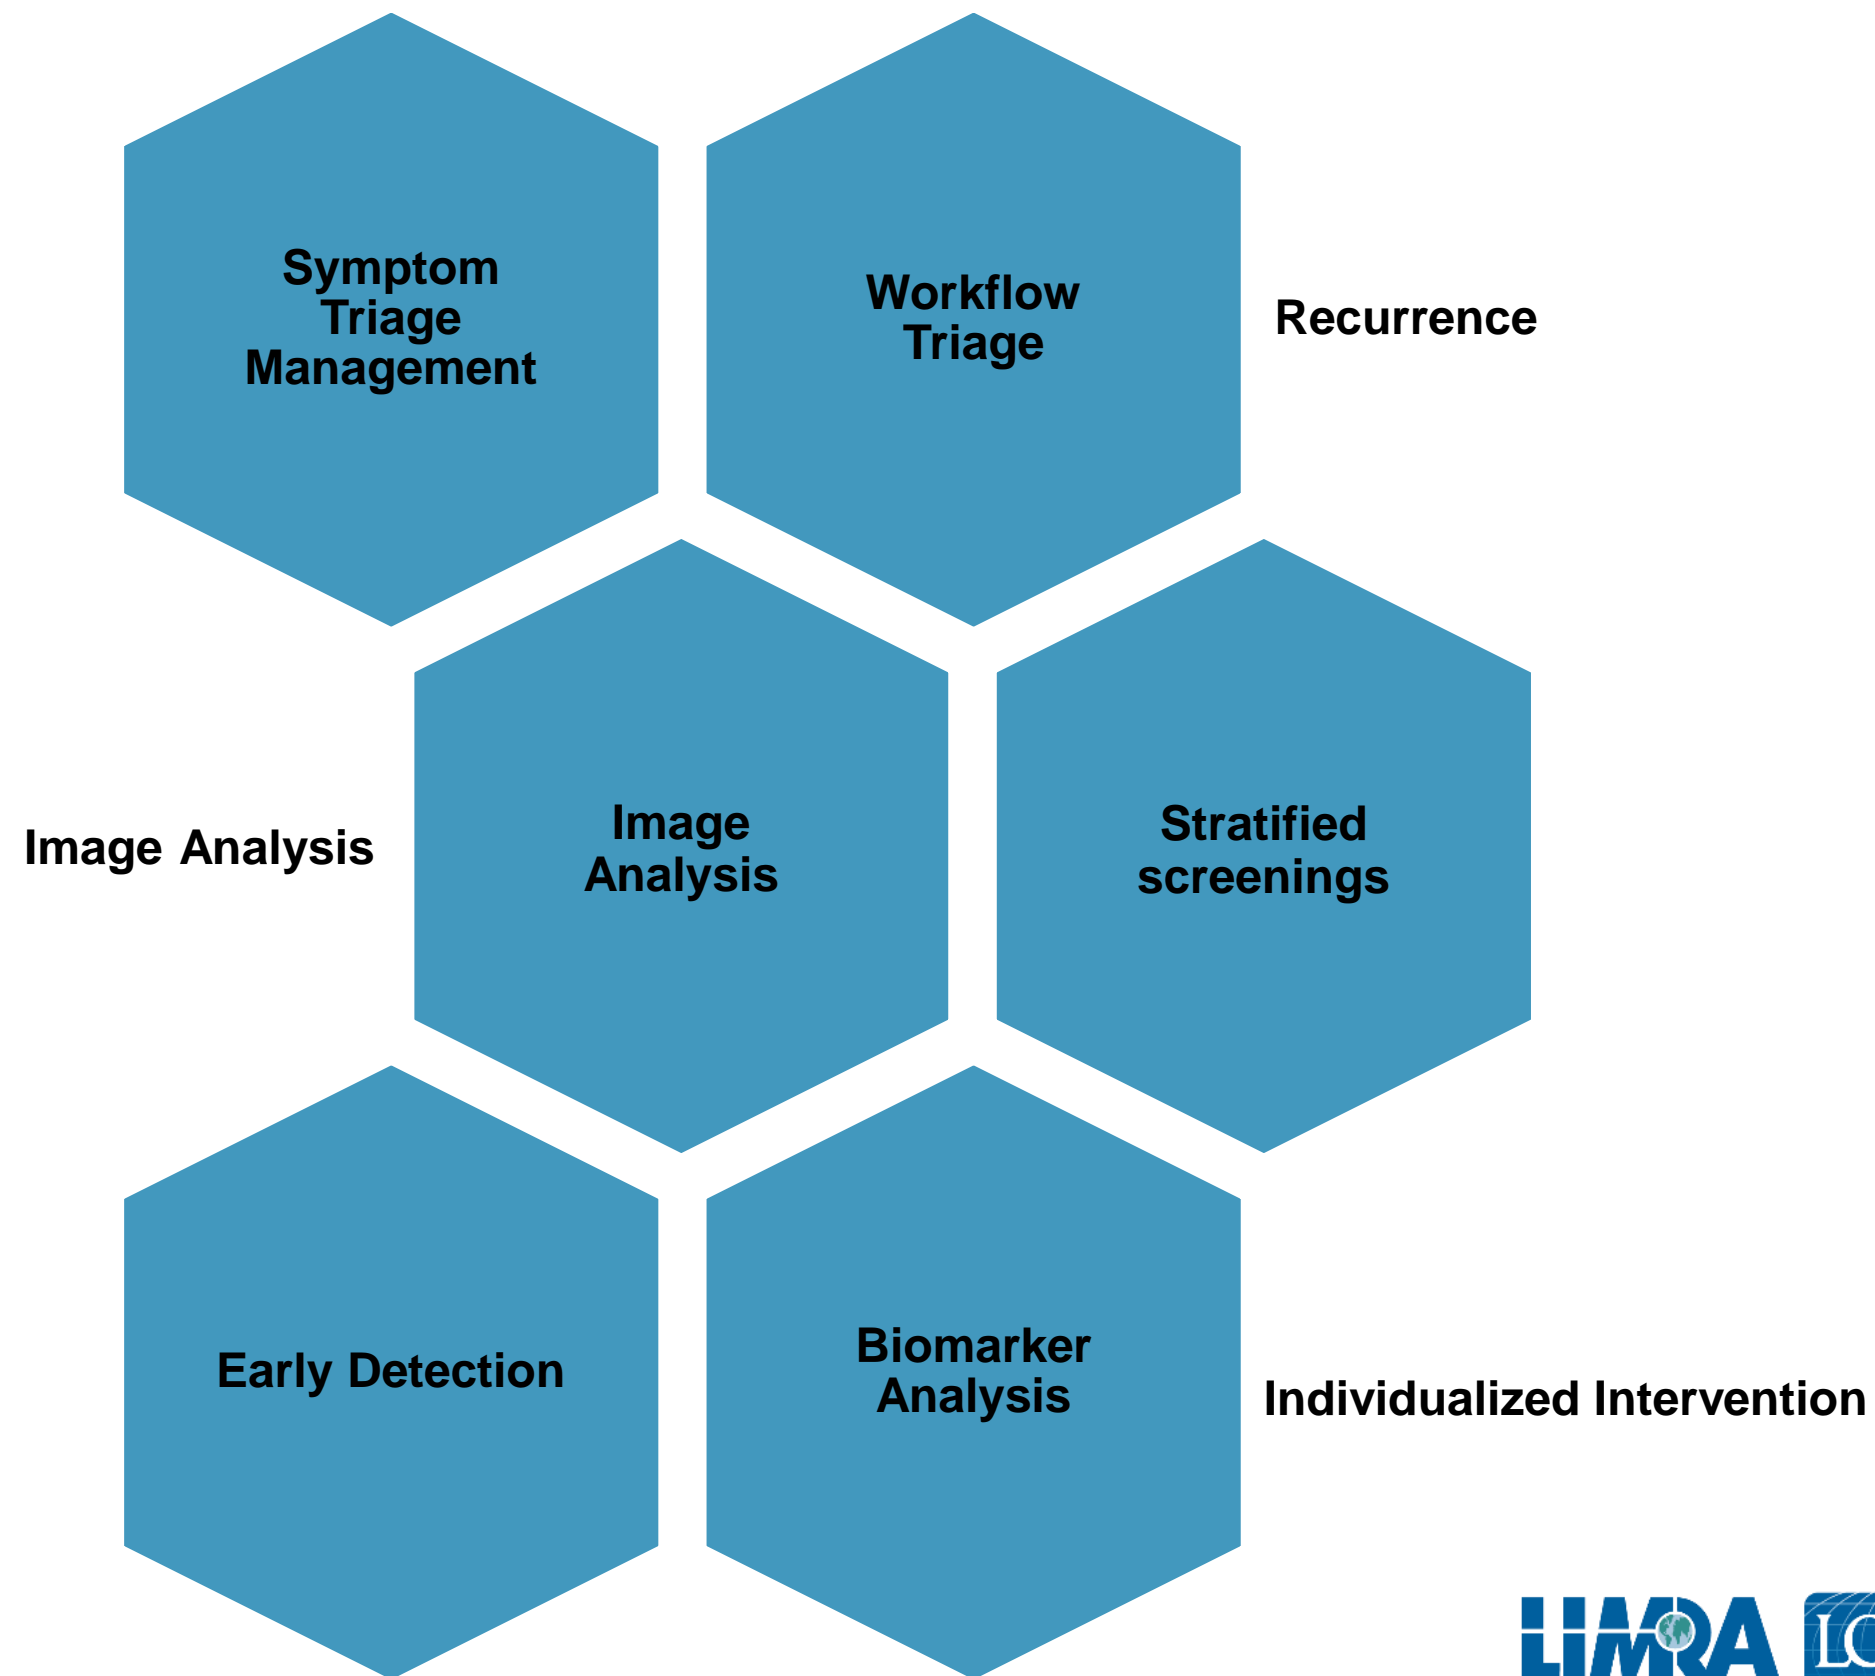 Symptom
Triage
Management
Workflow
Triage
Recurrence
Image Analysis
Image
Analysis
Stratified
screenings
Early Detection
Biomarker
Analysis
Individualized Intervention
LIMRA